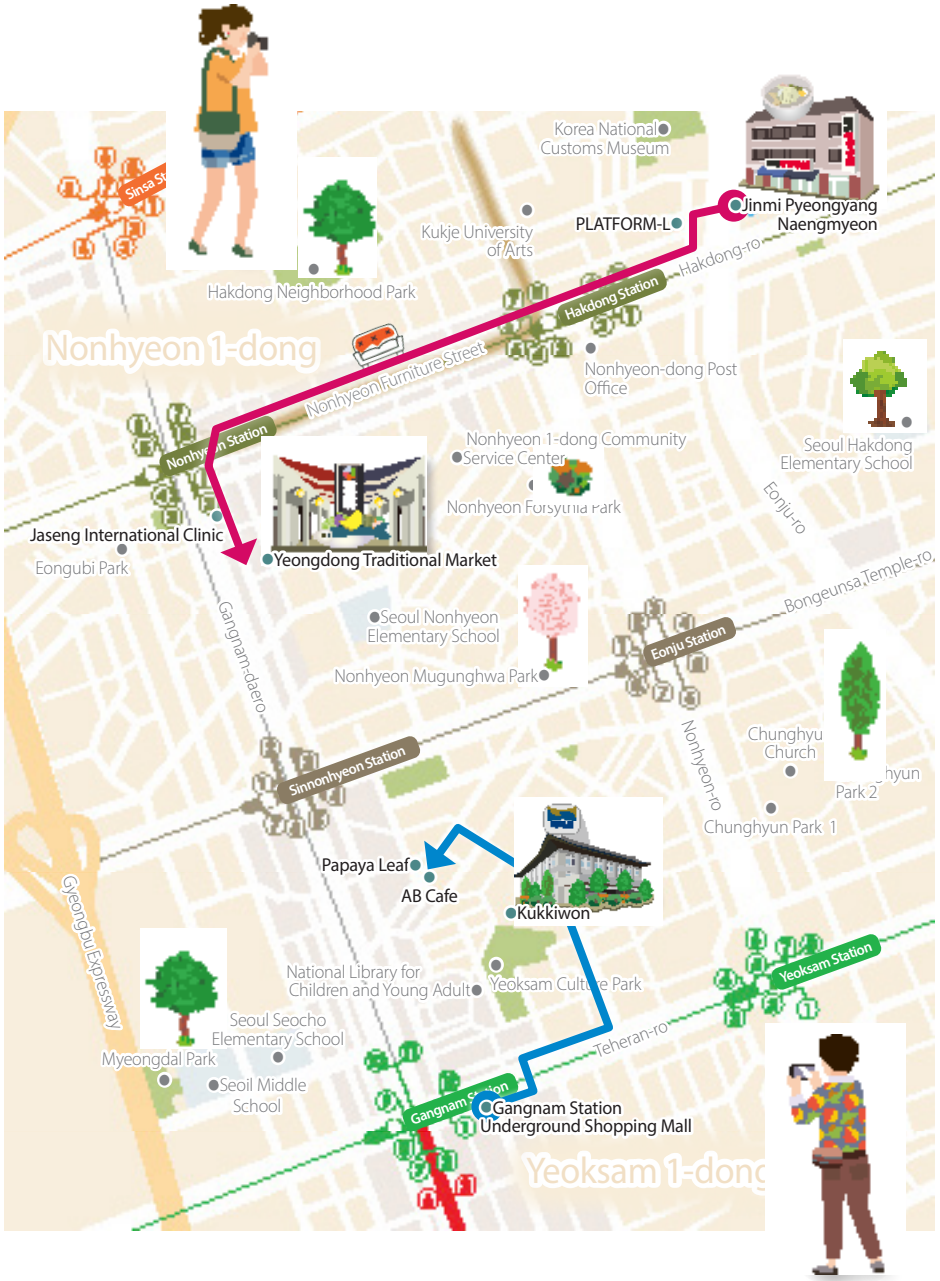 Korea National
Customs Museum
Sinsa St
Jinmi Pyeongyang
Naengmyeon
PLATFORM-L
Kukje University
of Arts
Hakdong-ro
Hakdong Neighborhood Park
Hakdong Station
Nonhyeon 1-dong
Nonhyeon Furniture Street
Nonhyeon-dong Post
Office
Nonhyeon Station
Nonhyeon 1-dong Community
Service Center
Seoul Hakdong
Elementary School
Nonhyeon Forsythia Park
Eonju-ro
Jaseng International Clinic
Eongubi Park
Yeongdong Traditional Market
Bongeunsa Temple-ro
Gangnam-daero
Seoul Nonhyeon
Elementary School
Eonju Station
Nonhyeon Mugunghwa Park
Nonhyeon-ro
Chunghyu
Church
Sinnonhyeon Station
hyun
Park 2
Chunghyun Park 1
Papaya Leaf
AB Cafe
Kukkiwon
Gyeongbu Expressway
National Library for
Children and Young Adult
Yeoksam Culture Park
Yeoksam Station
Teheran-ro
Seoul Seocho
Elementary School
Myeongdal Park
Seoil Middle
School
Gangnam Station
Gangnam Station
Underground Shopping Mall
Yeoksam 1-dong